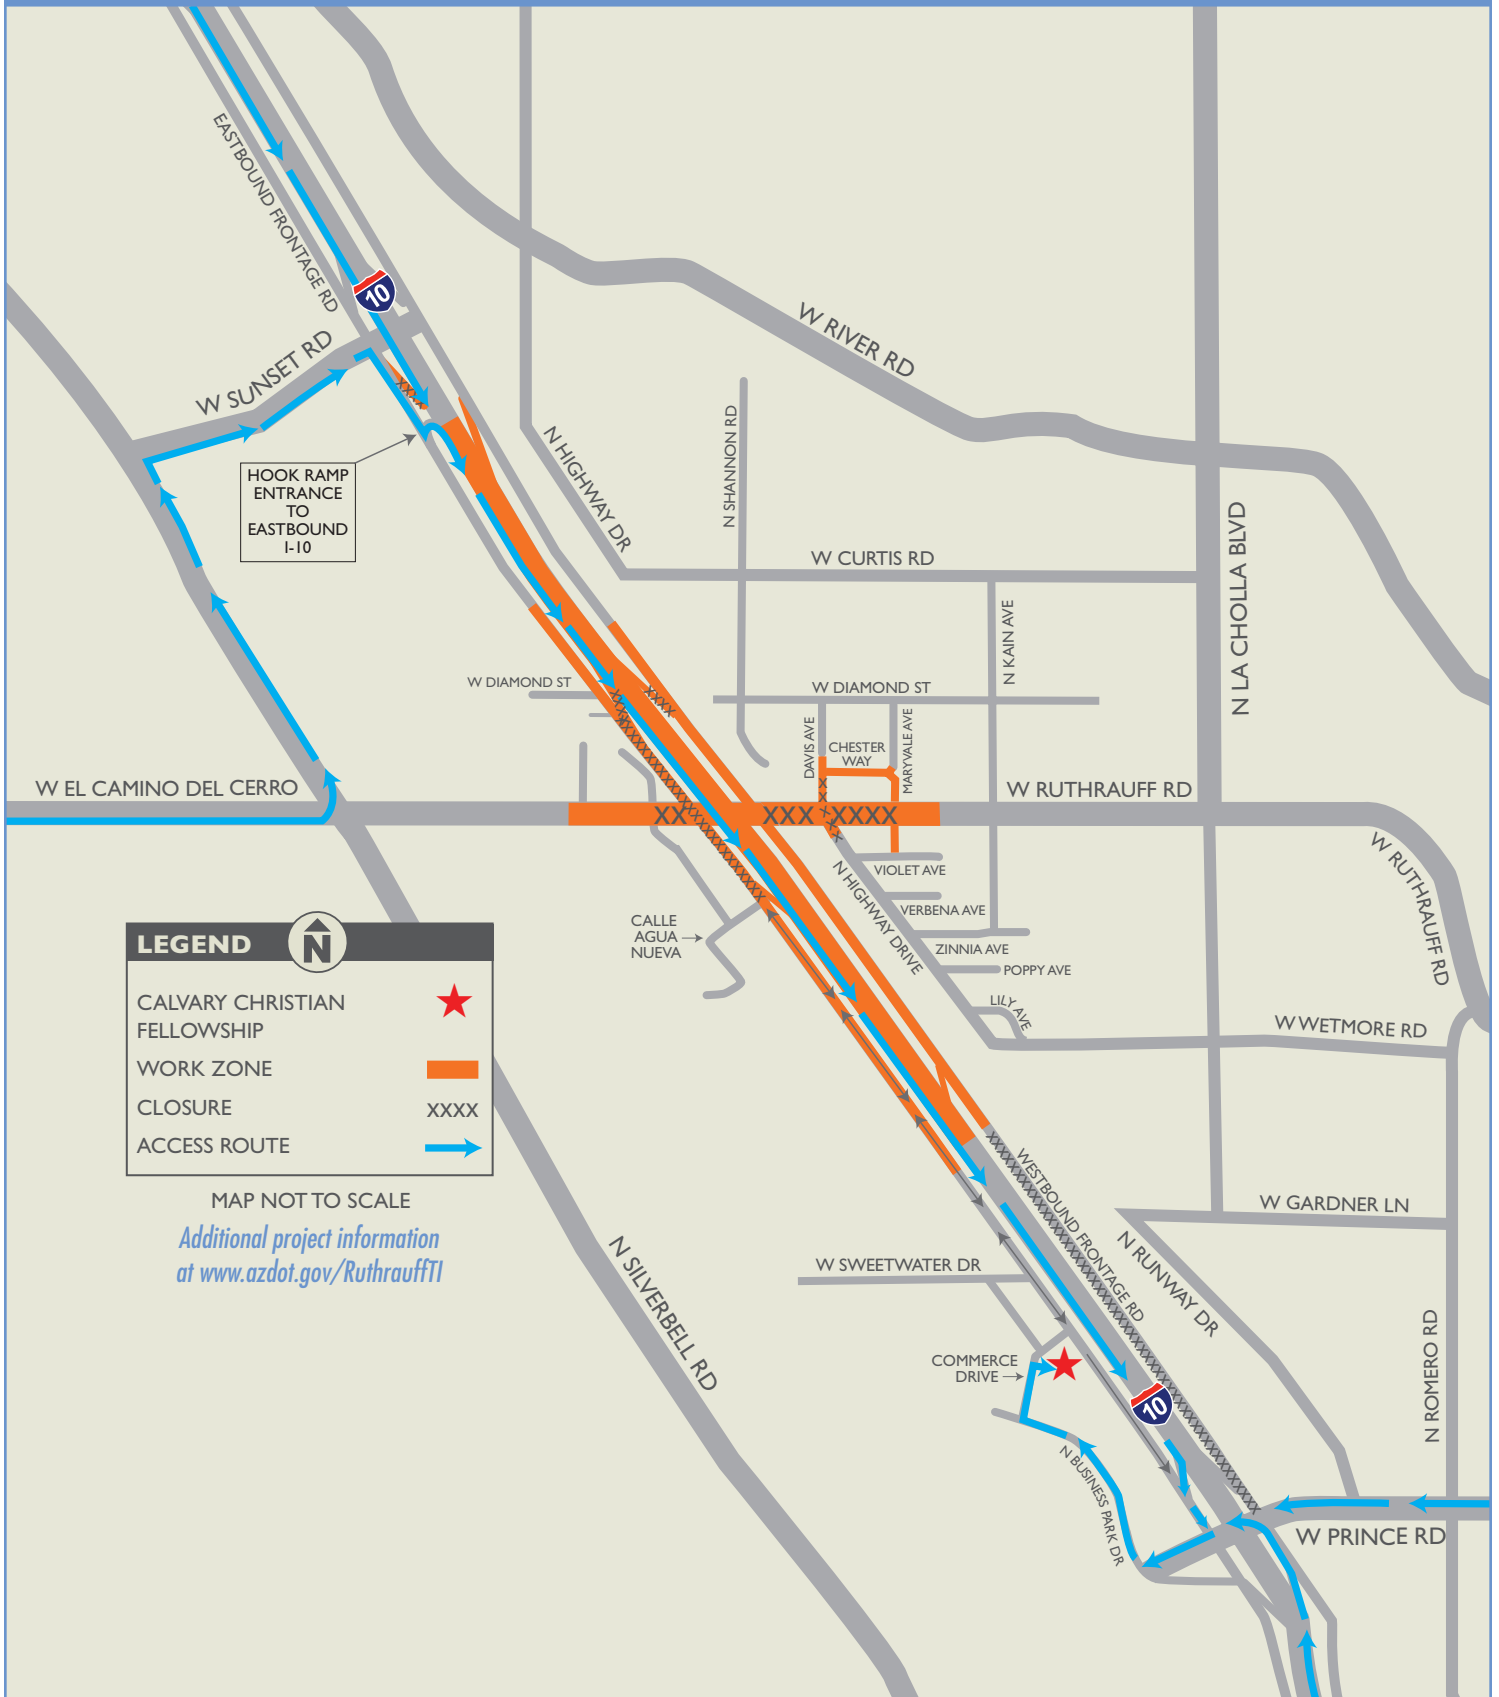 EASTBOUND FRONTAGE RD
10
W SUNSET RD
W RIVER RD
XXXX
HOOK RAMP
ENTRANCE
TO
EASTBOUND
I-10
N HIGHWAY DR
N SHANNON RD
W CURTIS RD
N LA CHOLLA BLVD
N KAIN AVE
W DIAMOND ST
W DIAMOND ST
XXXX
DAVIS AVE
CHESTER
WAY
MARYVALE AVE
W EL CAMINO DEL CERRO
W RUTHRAUFF RD
XX
XXX
XXXX
W RUTHRAUFF RD
VIOLET AVE
N HIGHWAY DRIVE
VERBENA AVE
CALLE
AGUA
NUEVA
ZINNIA AVE
POPPY AVE
LILY AVE
W WETMORE RD
LEGEND
N
CALVARY CHRISTIAN
FELLOWSHIP
WORK ZONE
CLOSURE
XXXX
ACCESS ROUTE
MAP NOT TO SCALE
Additional project information
at www.azdot.gov/RuthrauffTI
WESTBOUND FRONTAGE RD
W GARDNER LN
N RUNWAY DR
W SWEETWATER DR
N SILVERBELL RD
N ROMERO RD
COMMERCE
DRIVE
10
N BUSINESS PARK DR
W PRINCE RD